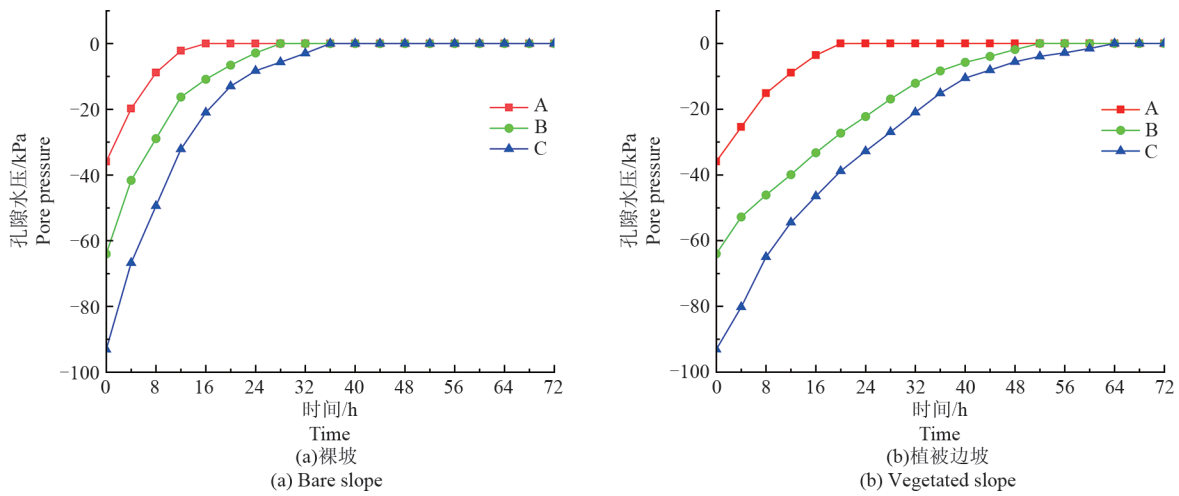 孔隙水压/kPa
Pore pressure
0
−20
−40
−60
−80
−100
0 8 16 24 32 40 48 56 64 72
A
B
C
时间/h
Time
(a)裸坡
(a) Bare slope
孔隙水压/kPa
Pore pressure
0
−20
−40
−60
−80
−100
0 8 16 24 32 40 48 56 64 72
A
B
C
时间/h
Time
(b)植被边坡
(b) Vegetated slope